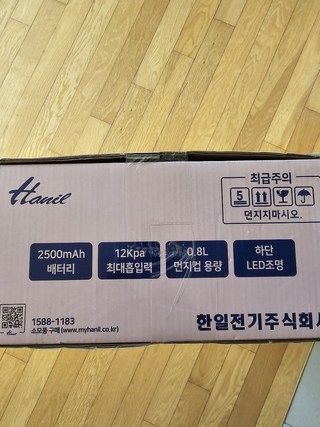 Hanil
취급주의
5
던지지마시오.
2500mAh
배터리
12Kpa
최대흡입력
0.8L
먼지컵 용량
하단
LED조명
1588-1183
소모품 구매 (www.myhanil.co.kr)
한일전기주식회사